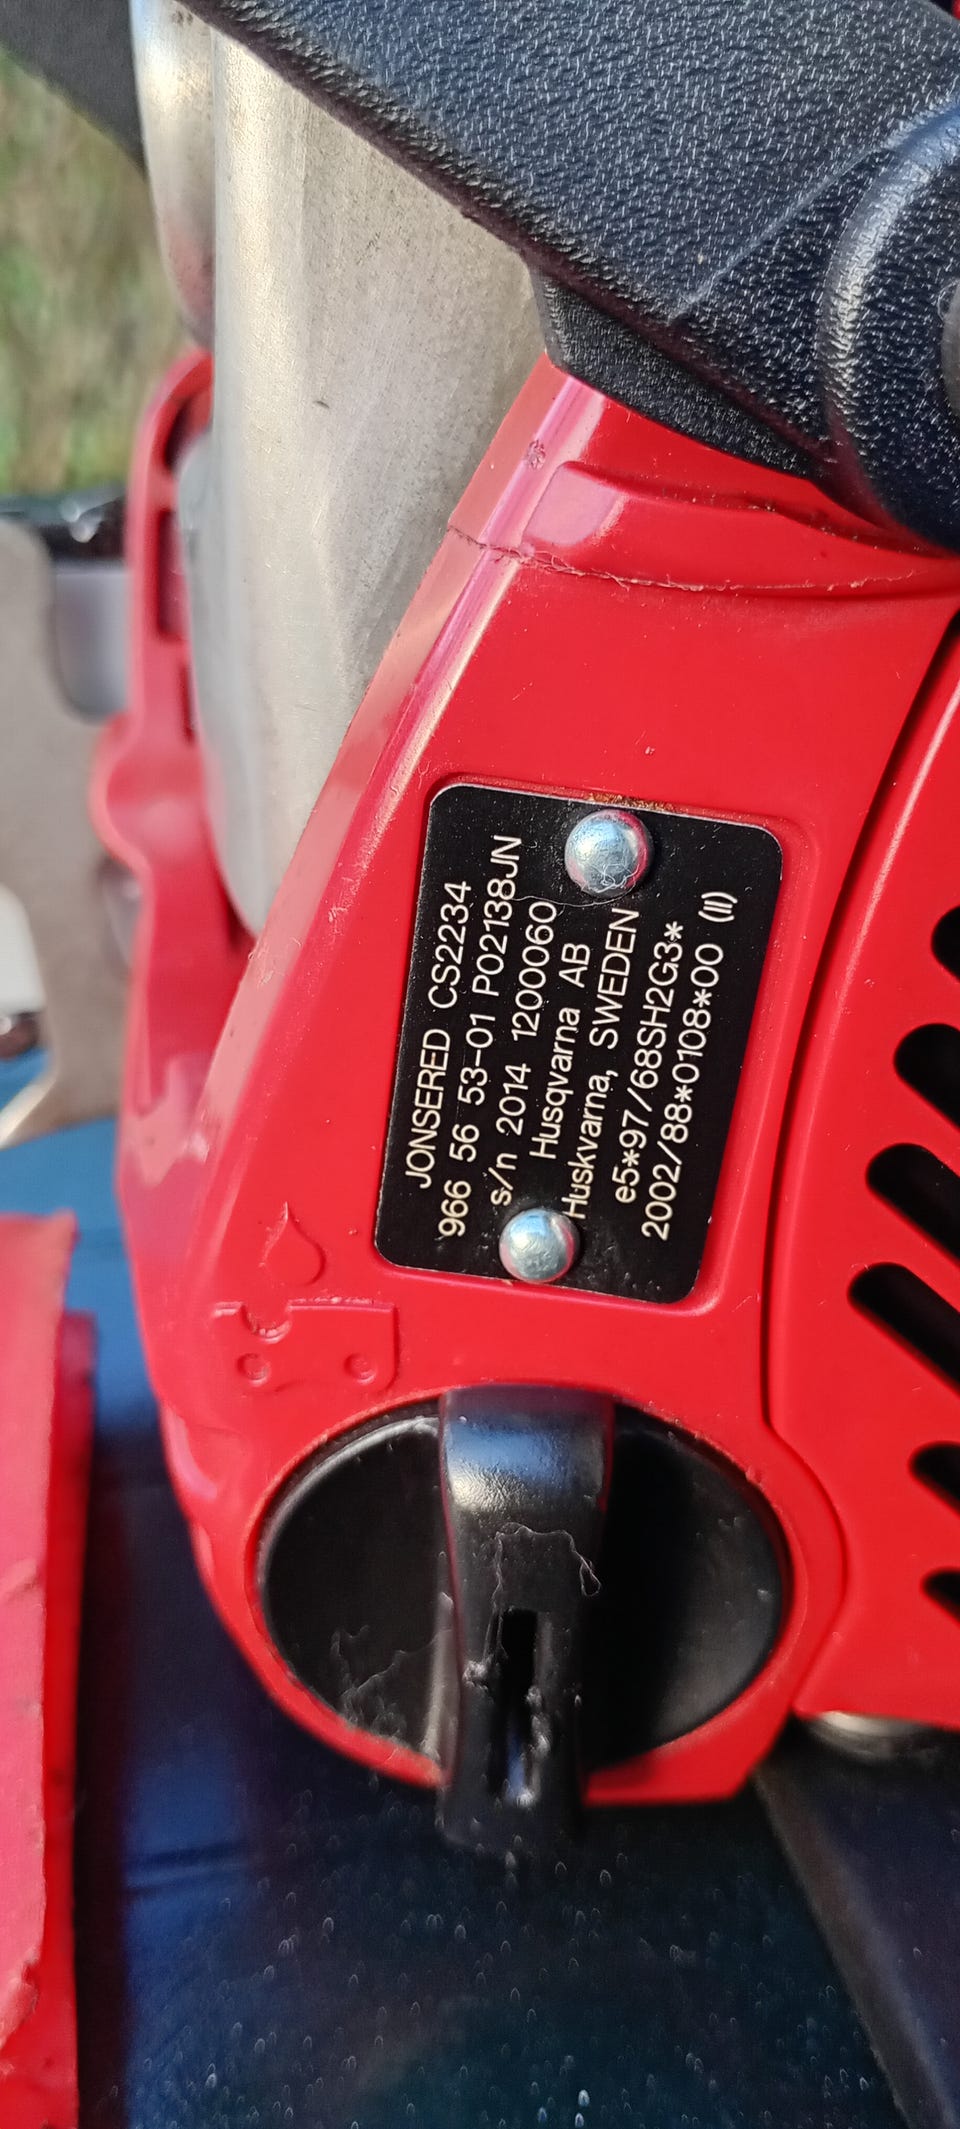 JONSERED CS2234
966 56 53-01 P02138JN
s/n 2014 1200060
Husqvarna AB
Huskvarna, SWEDEN
e5*97/68SH2G3*
2002/88*0108*00 (II)